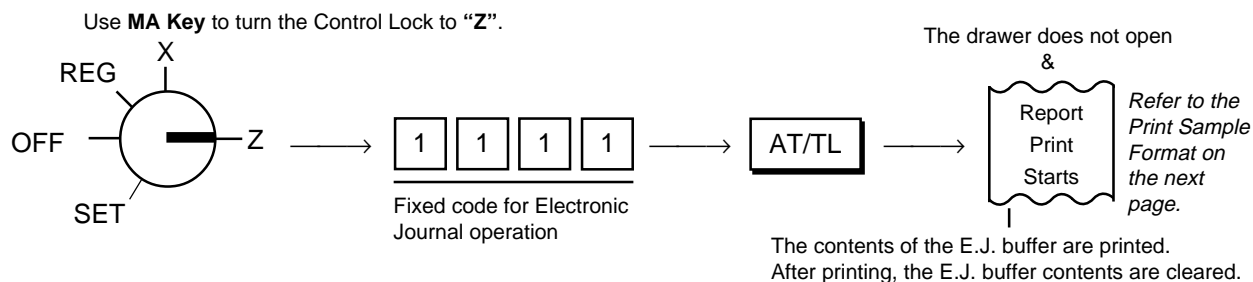 Use MA Key to turn the Control Lock to “Z”.
X
REG
OFF
Z
SET
1 1 1 1
Fixed code for Electronic
Journal operation
AT/TL
The drawer does not open
&
Report
Print
Starts
Refer to the
Print Sample
Format on
the next
page.
The contents of the E.J. buffer are printed.
After printing, the E.J. buffer contents are cleared.